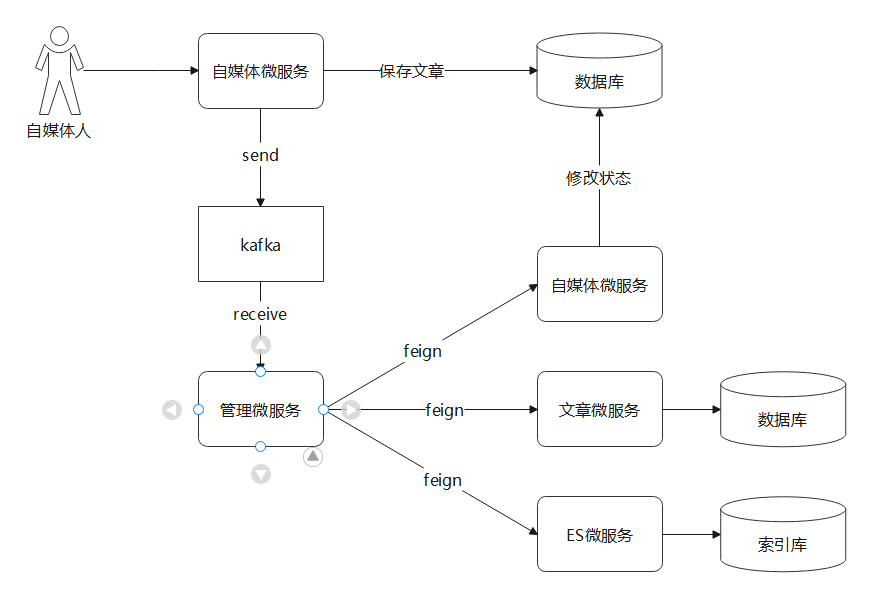 自媒体微服务
保存文章
数据库
自媒体人
send
修改状态
kafka
自媒体微服务
receive
feign
管理微服务
feign
文章微服务
数据库
feign
ES微服务
索引库